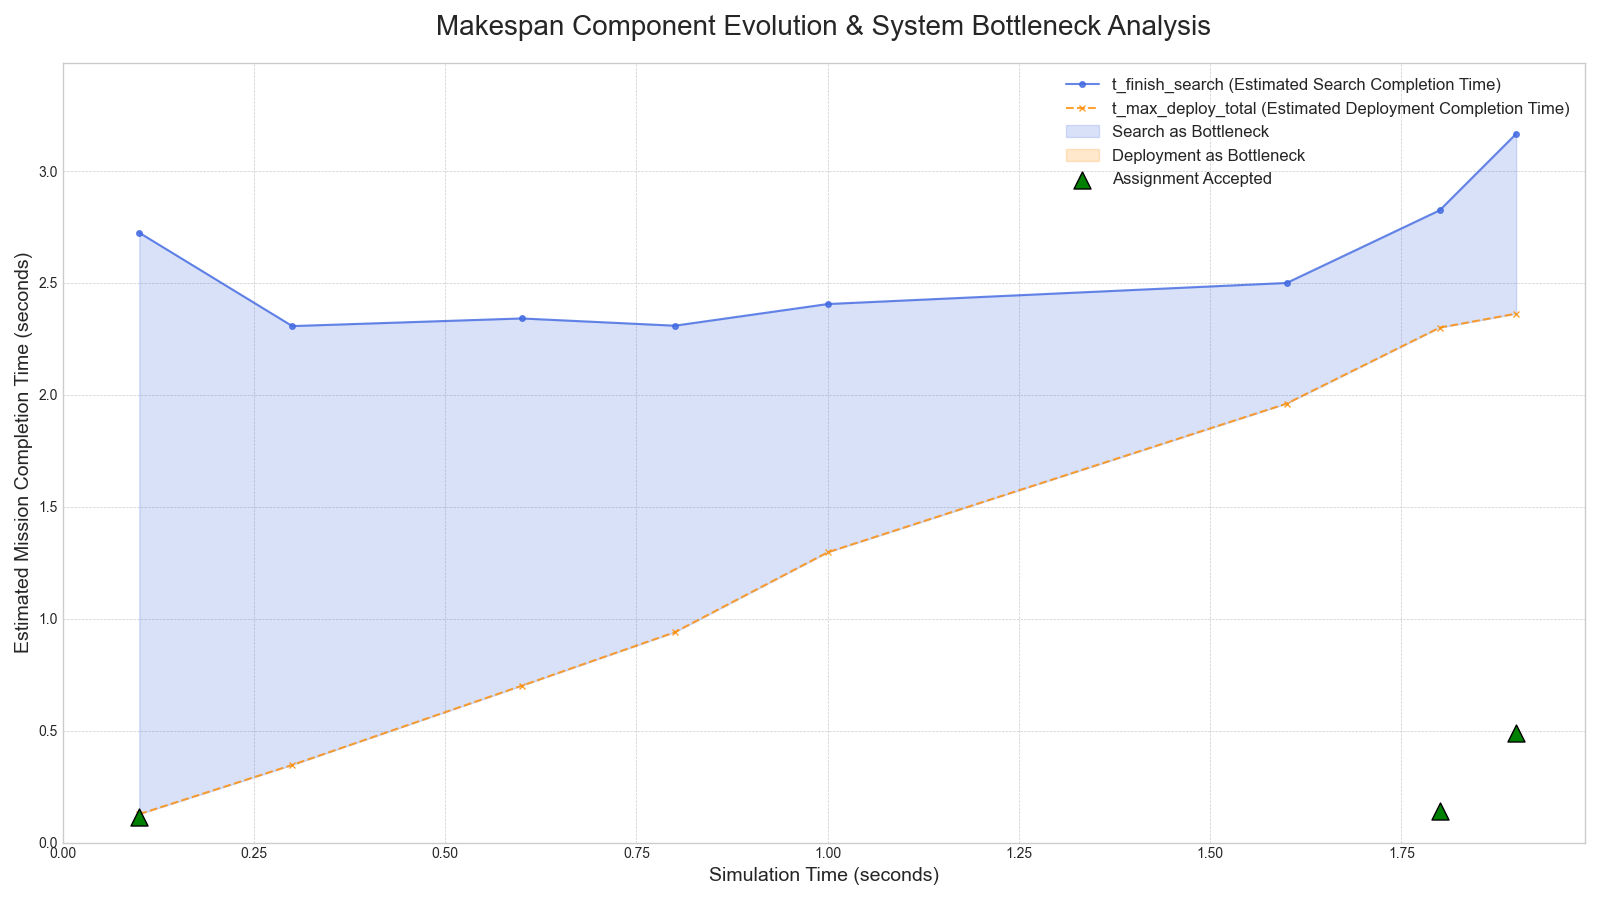 Makespan Component Evolution & System Bottleneck Analysis
t_finish_search (Estimated Search Completion Time)
t_max_deploy_total (Estimated Deployment Completion Time)
Search as Bottleneck
Deployment as Bottleneck
Assignment Accepted
Estimated Mission Completion Time (seconds)
3.0
2.5
2.0
1.5
1.0
0.5
0.0
0.00 0.25 0.50 0.75 1.00 1.25 1.50 1.75
Simulation Time (seconds)